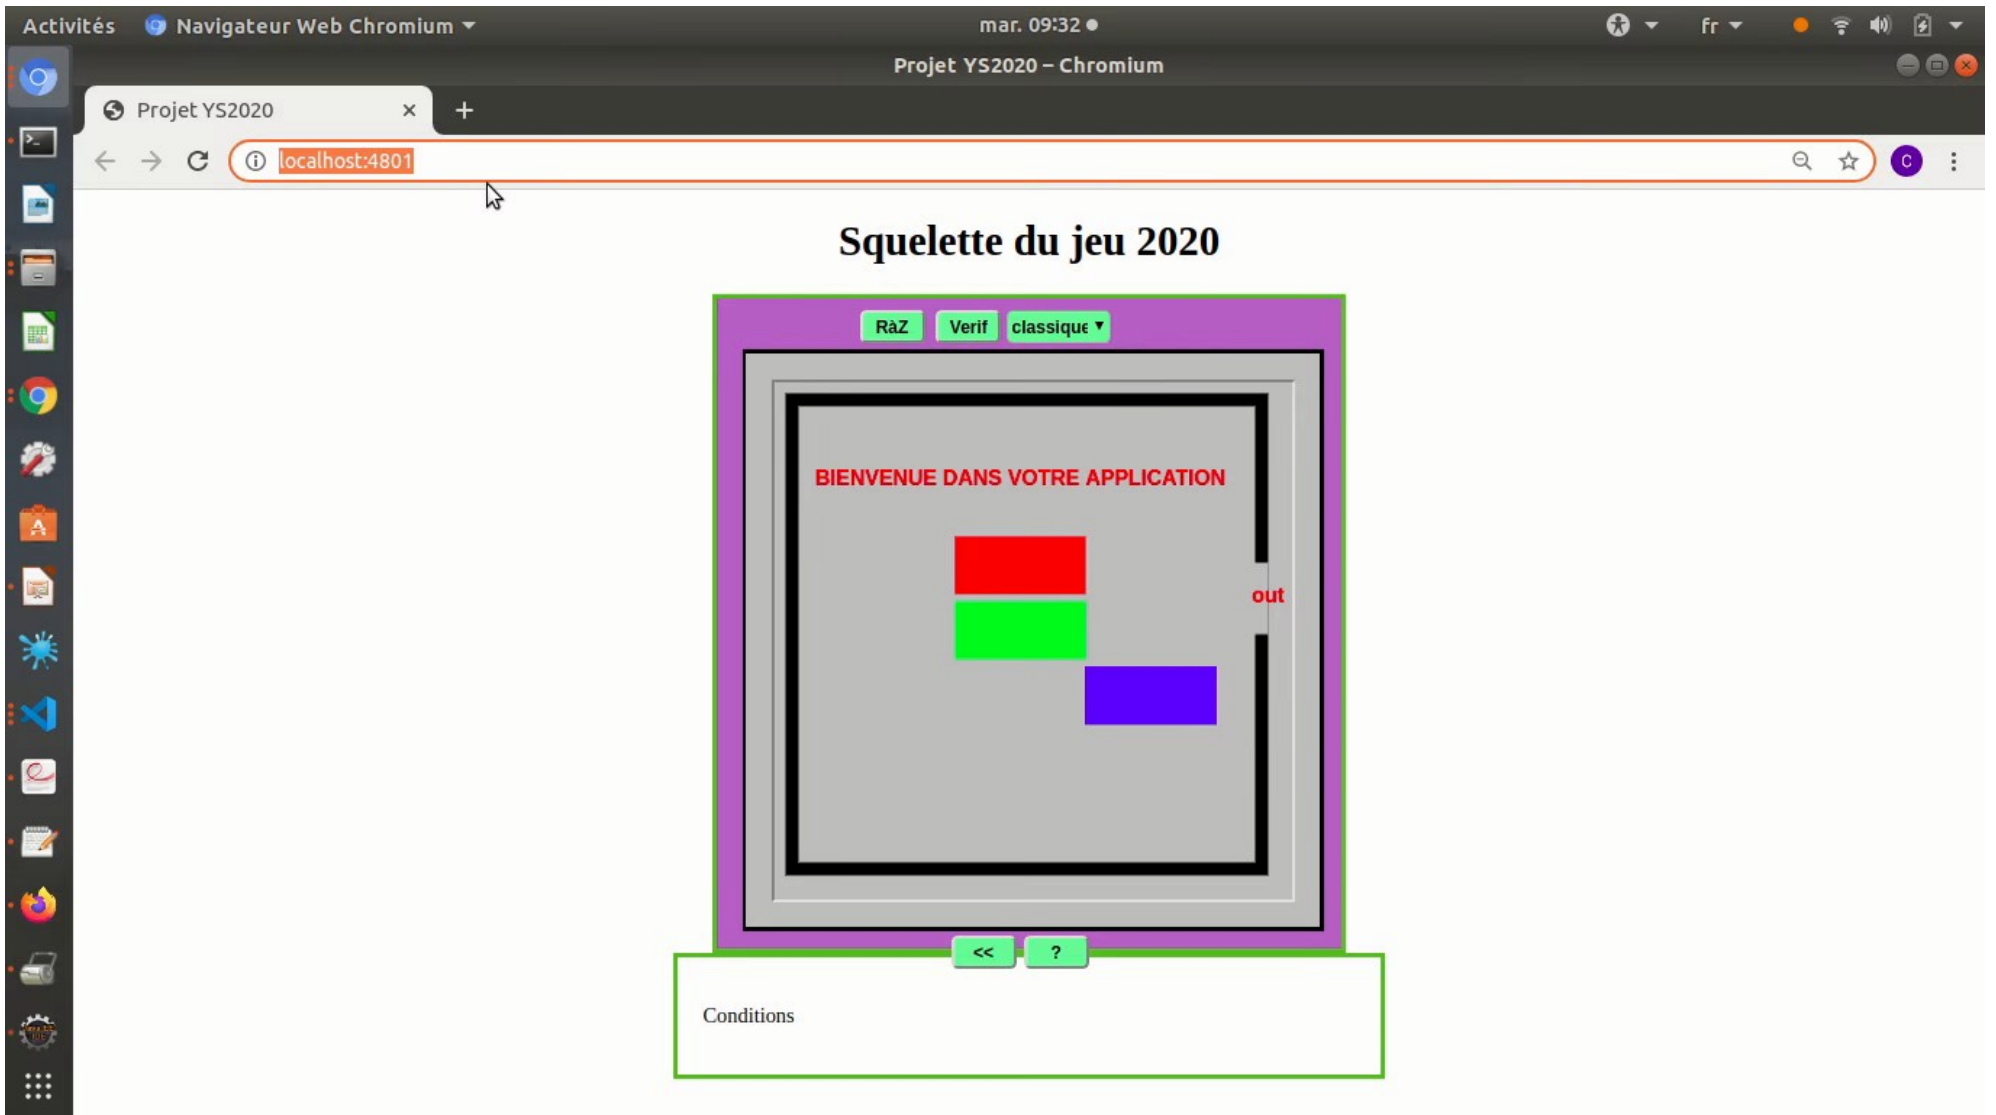 Activités Navigateur Web Chromium mar. 09:32 fr
Projet YS2020 – Chromium
Projet YS2020
localhost:4801
C
Squelette du jeu 2020
RàZ Verif classique
BIENVENUE DANS VOTRE APPLICATION
out
<< ?
Conditions